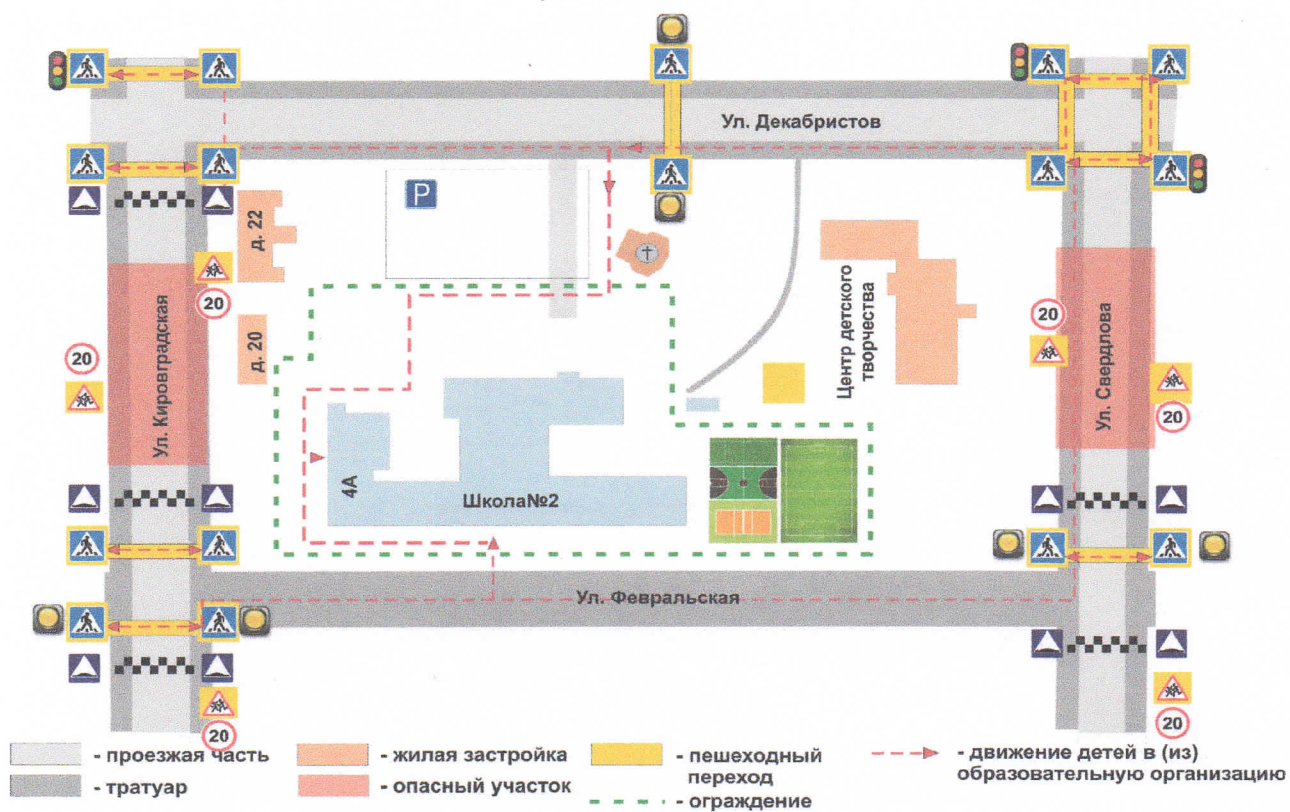 Ул. Декабристов
P
д. 22
20
20
д. 20
Ул. Кировградская
Центр детского
творчества
20
Ул. Свердлова
20
4А
Школа№2
Ул. Февральская
20
20
- проезжая часть
- жилая застройка
- пешеходный
переход
- движение детей в (из)
образовательную организацию
- тратуар
- опасный участок
- ограждение